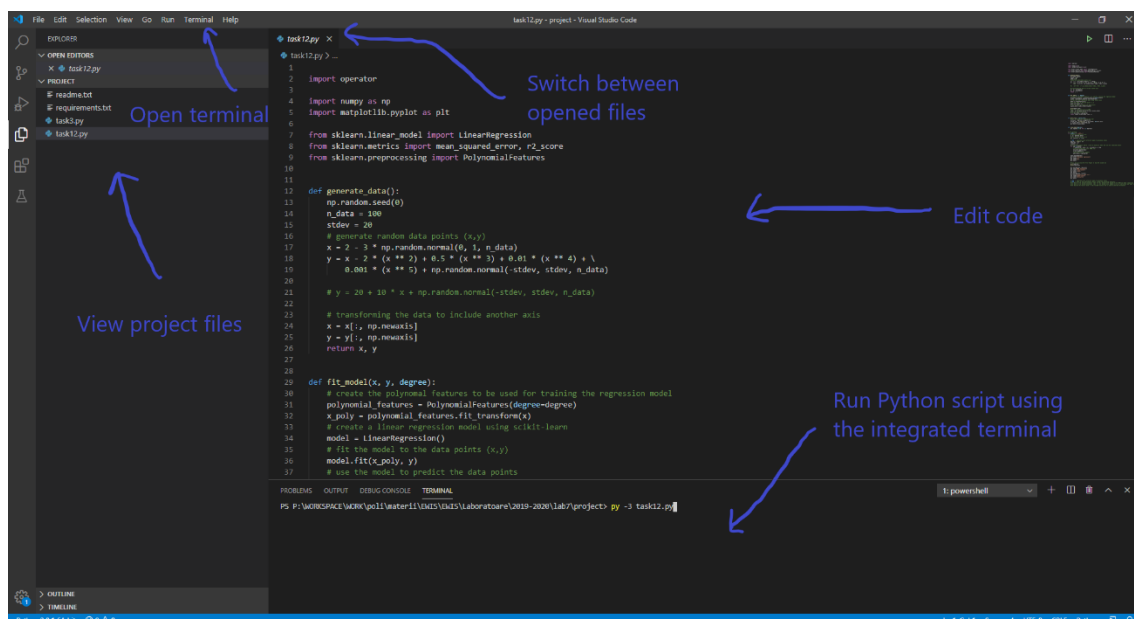 File Edit Selection View Go Run Terminal Help
task12.py - project - Visual Studio Code
EXPLORER
OPEN EDITORS
task12.py
PROJECT
readme.txt
requirements.txt
task3.py
task12.py
OUTLINE
TIMELINE
Open terminal
View project files
task12.py
task12.py > ...
Switch between
opened files
Edit code
Run Python script using
the integrated terminal
1
2 import operator
3
4 import numpy as np
5 import matplotlib.pyplot as plt
6
7 from sklearn.linear_model import LinearRegression
8 from sklearn.metrics import mean_squared_error, r2_score
9 from sklearn.preprocessing import PolynomialFeatures
10
11
12 def generate_data():
13 np.random.seed(0)
14 n_data = 100
15 stdev = 20
16 # generate random data points (x,y)
17 x = 2 - 3 * np.random.normal(0, 1, n_data)
18 y = x - 2 * (x ** 2) + 0.5 * (x ** 3) + 0.01 * (x ** 4) + \
19 0.001 * (x ** 5) + np.random.normal(-stdev, stdev, n_data)
20
21 # y = 20 + 10 * x + np.random.normal(-stdev, stdev, n_data)
22
23 # transforming the data to include another axis
24 x = x[:, np.newaxis]
25 y = y[:, np.newaxis]
26 return x, y
27
28
29 def fit_model(x, y, degree):
30 # create the polynomal features to be used for training the regression model
31 polynomial_features = PolynomialFeatures(degree=degree)
32 x_poly = polynomial_features.fit_transform(x)
33 # create a linear regression model using scikit-learn
34 model = LinearRegression()
35 # fit the model to the data points (x,y)
36 model.fit(x_poly, y)
37 # use the model to predict the data points
PROBLEMS OUTPUT DEBUG CONSOLE TERMINAL
1: powershell
PS P:\WORKSPACE\WORK\poli\materii\EWIS\EWIS\Laboratoare\2019-2020\lab7\project> py -3 task12.py